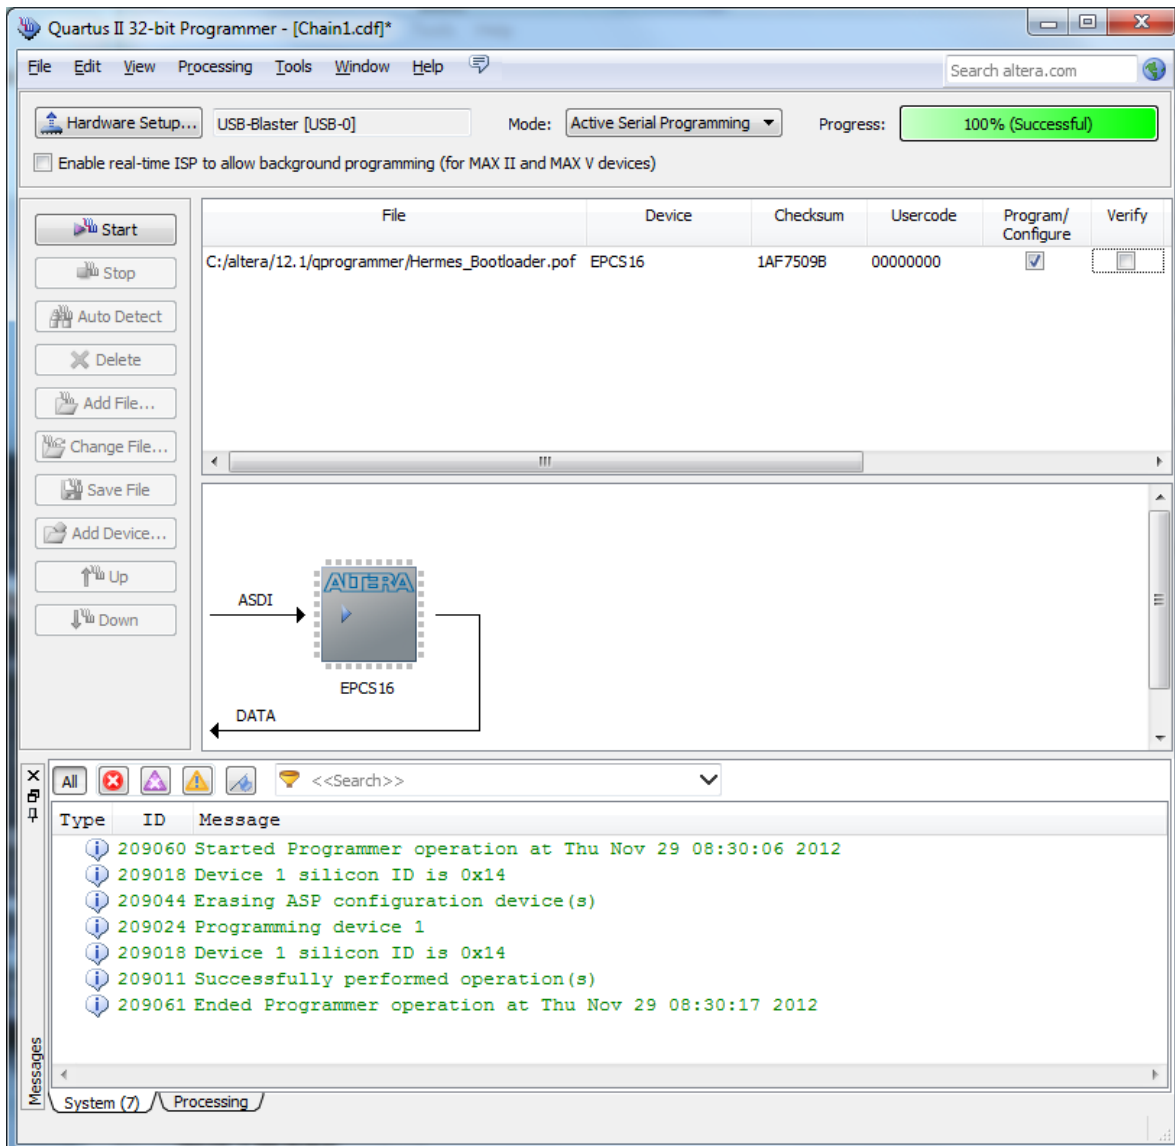 Quartus II 32-bit Programmer - [Chain1.cdf]*
File Edit View Processing Tools Window Help
Search altera.com
Hardware Setup... USB-Blaster [USB-0] Mode: Active Serial Programming Progress: 100% (Successful)
Enable real-time ISP to allow background programming (for MAX II and MAX V devices)
Start
Stop
Auto Detect
Delete
Add File...
Change File...
Save File
Add Device...
Up
Down
File Device Checksum Usercode Program/ Verify
Configure
C:/altera/12.1/qprogrammer/Hermes_Bootloader.pof EPCS16 1AF7509B 00000000
ALTERA
ASDI
EPCS16
DATA
All <<Search>>
Type ID Message
209060 Started Programmer operation at Thu Nov 29 08:30:06 2012
209018 Device 1 silicon ID is 0x14
209044 Erasing ASP configuration device(s)
209024 Programming device 1
209018 Device 1 silicon ID is 0x14
209011 Successfully performed operation(s)
209061 Ended Programmer operation at Thu Nov 29 08:30:17 2012
Messages
System (7) Processing